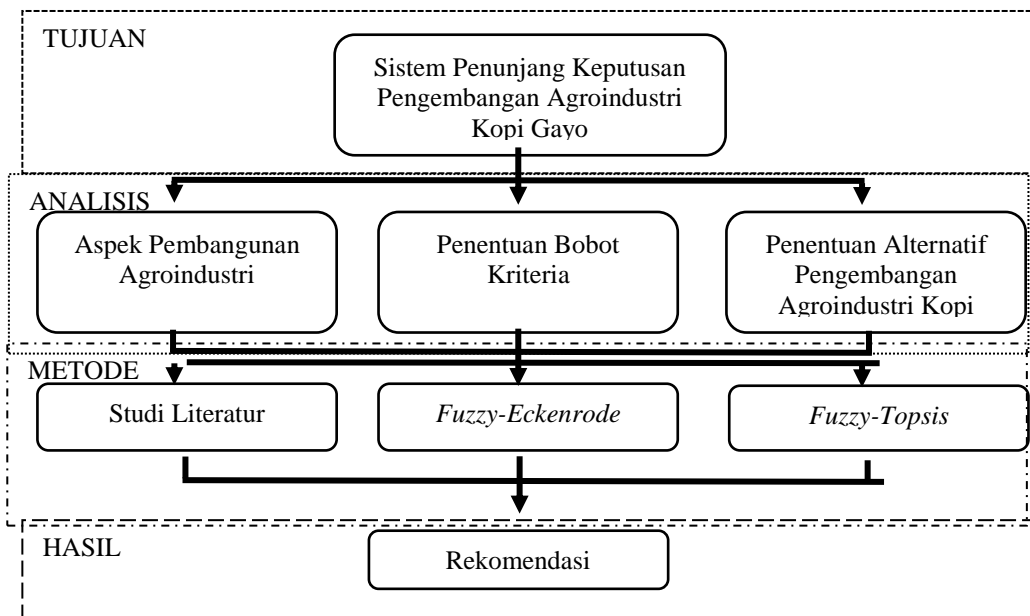 TUJUAN
Sistem Penunjang Keputusan
Pengembangan Agroindustri
Kopi Gayo
ANALISIS
Aspek Pembangunan
Agroindustri
Penentuan Bobot
Kriteria
Penentuan Alternatif
Pengembangan
Agroindustri Kopi
METODE
Studi Literatur
Fuzzy-Eckenrode
Fuzzy-Topsis
HASIL
Rekomendasi